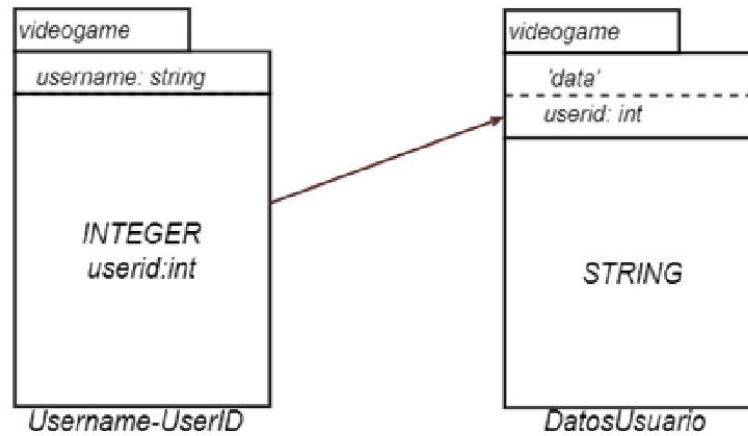 videogame
username: string
INTEGER
userid:int
Username-UserID
videogame
'data'
userid: int
STRING
DatosUsuario